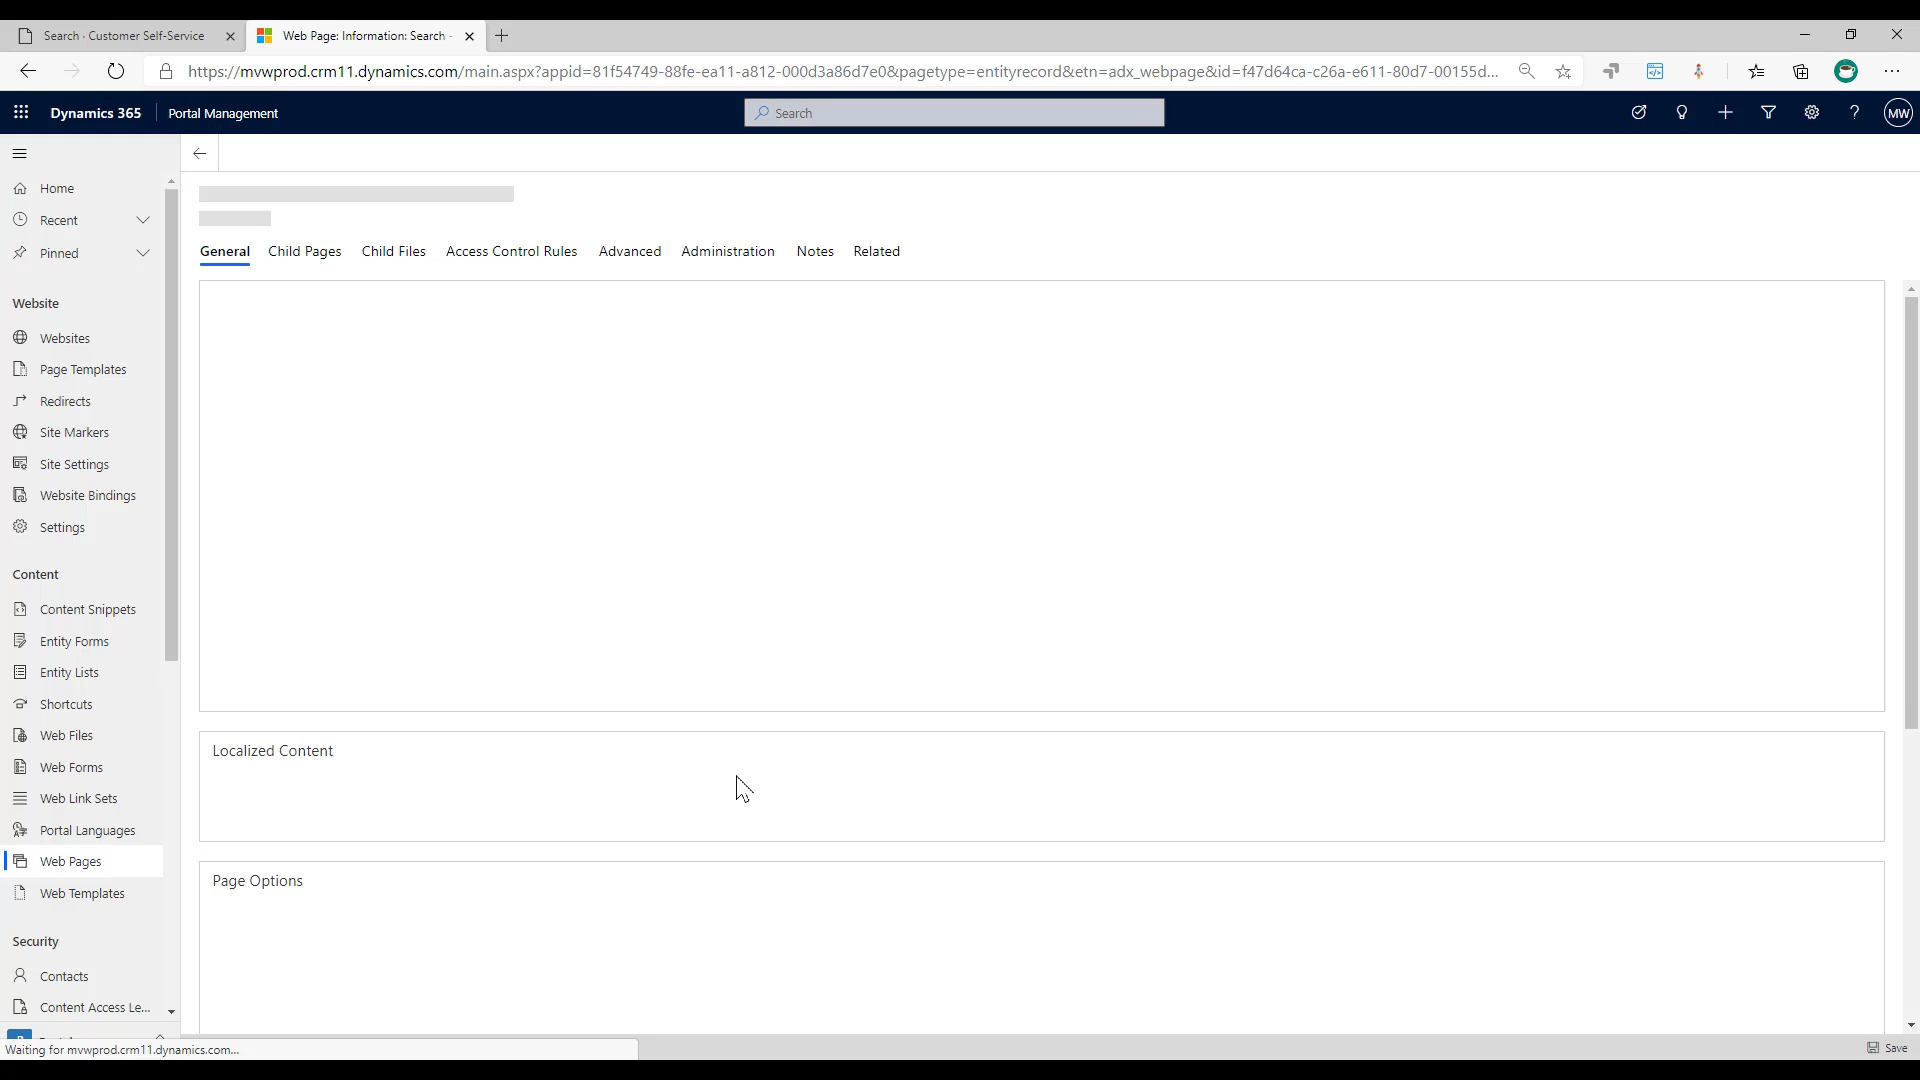 Search · Customer Self-Service
Web Page: Information: Search -
https://mvwprod.crm11.dynamics.com/main.aspx?appid=81f54749-88fe-ea11-a812-000d3a86d7e0&pagetype=entityrecord&etn=adx_webpage&id=f47d64ca-c26a-e611-80d7-00155d...
Dynamics 365
Portal Management
Search
MW
Home
Recent
Pinned
Website
Websites
Page Templates
Redirects
Site Markers
Site Settings
Website Bindings
Settings
Content
Content Snippets
Entity Forms
Entity Lists
Shortcuts
Web Files
Web Forms
Web Link Sets
Portal Languages
Web Pages
Web Templates
Security
Contacts
Content Access Le...
General Child Pages Child Files Access Control Rules Advanced Administration Notes Related
Localized Content
Page Options
Waiting for mvwprod.crm11.dynamics.com...
Save